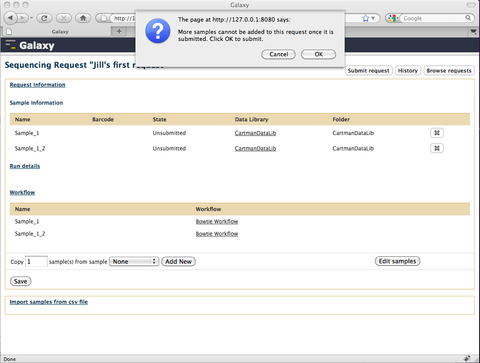 Galaxy
http://1
Google
Galaxy
The page at http://127.0.0.1:8080 says:
More samples cannot be added to this request once it is
submitted. Click OK to submit.
Cancel
OK
Galaxy
Sequencing Request "Jill's first request"
Submit request
History
Browse requests
Request Information
Sample Information
Name Barcode State Data Library Folder
Sample_1 Unsubmitted CartmanDataLib CartmanDataLib
Sample_1_2 Unsubmitted CartmanDataLib CartmanDataLib
Run details
Workflow
Name Workflow
Sample_1 Bowtie Workflow
Sample_1_2 Bowtie Workflow
Copy 1 sample(s) from sample None Add New Edit samples
Save
Import samples from csv file
Done